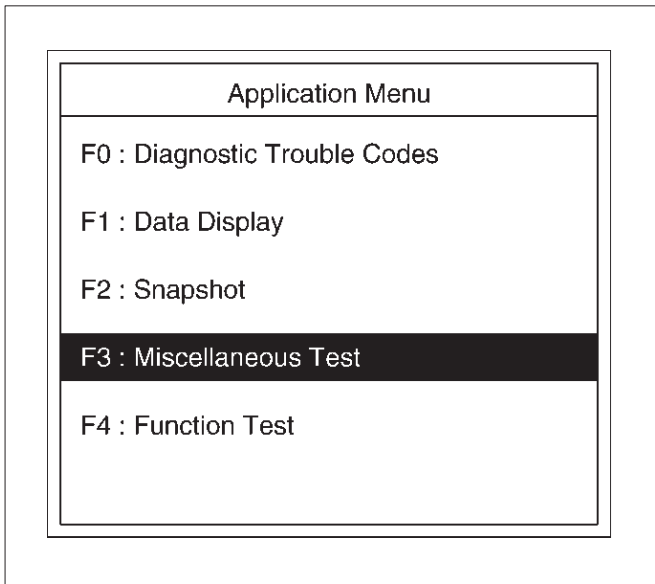 Application Menu
F0 : Diagnostic Trouble Codes
F1 : Data Display
F2 : Snapshot
F3 : Miscellaneous Test
F4 : Function Test